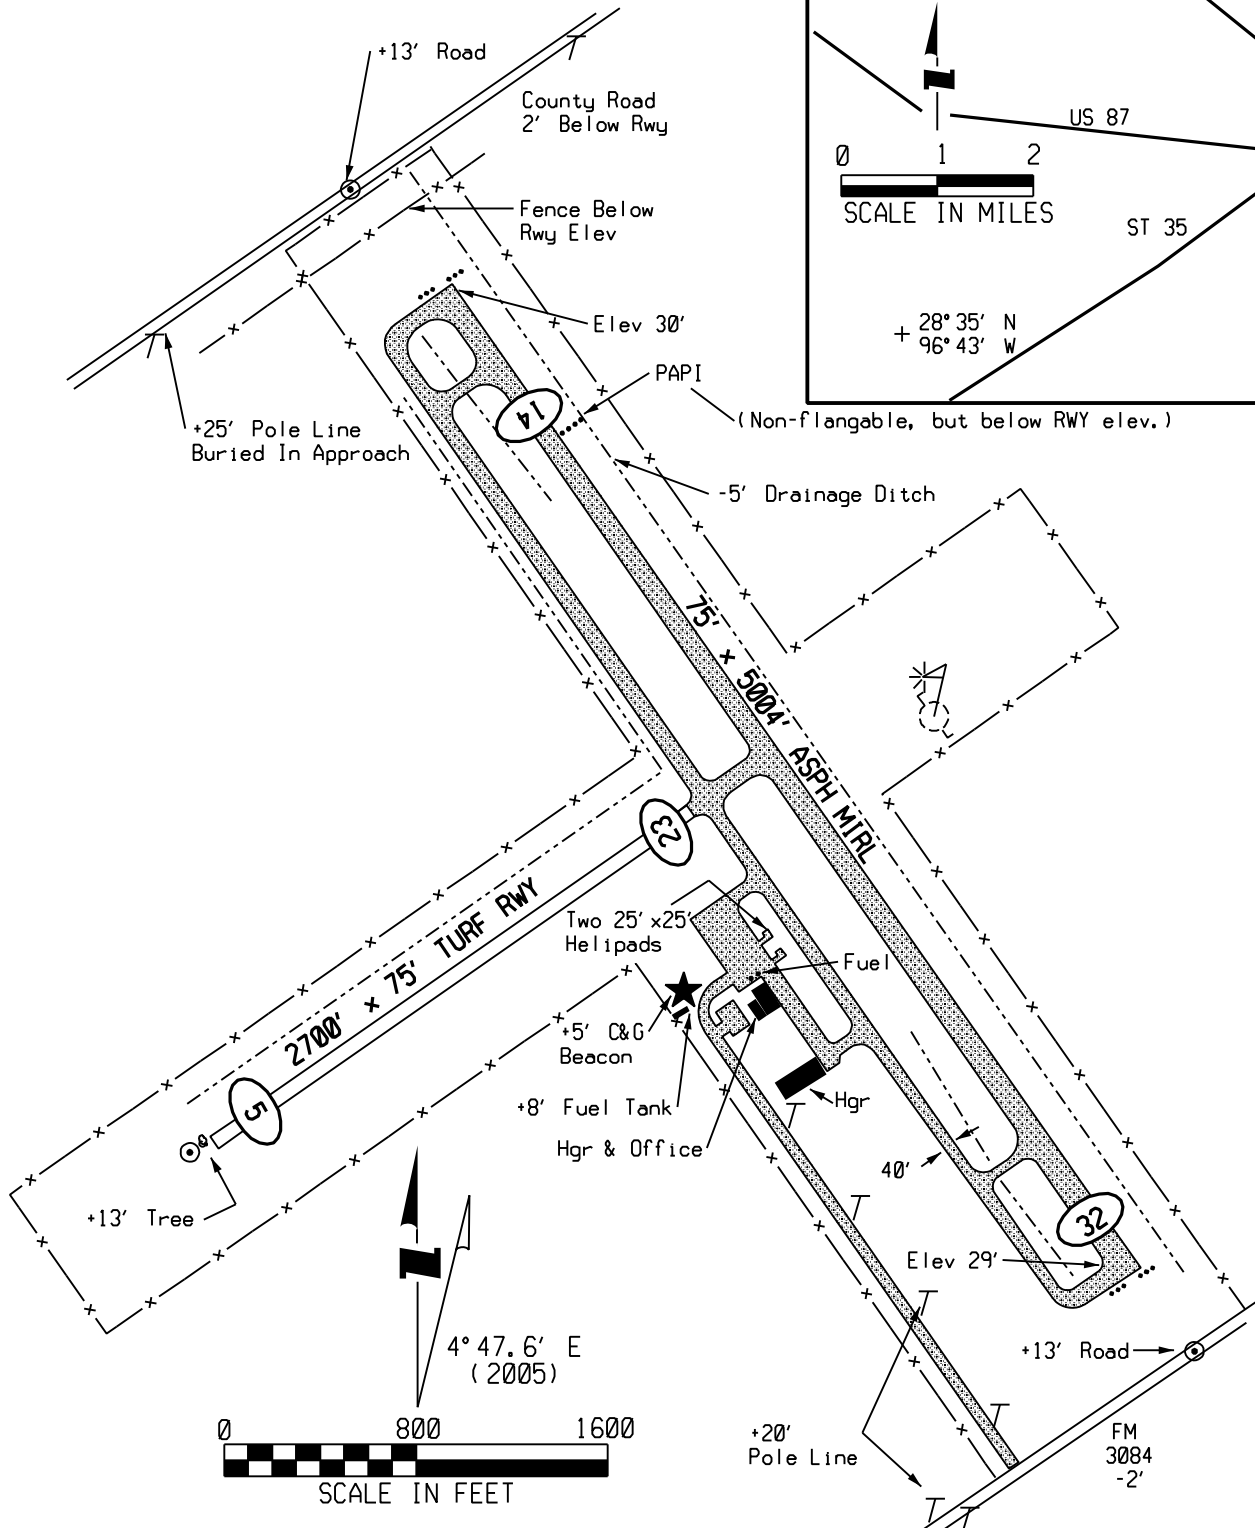 +13' Road
County Road
2' Below Rwy
Fence Below
Rwy Elev
US 87
0 1 2
SCALE IN MILES
ST 35
28°35' N
96°43' W
Elev 30'
PAPI
(Non-flangable, but below RWY elev.)
14
+25' Pole Line
Buried In Approach
-5' Drainage Ditch
75' x 5004' ASPH MIRL
23
2700' x 75' TURF RWY
Two 25'x25'
Helipads
Fuel
+5' C&G
Beacon
+8' Fuel Tank
Hgr
Hgr & Office
5
40'
+13' Tree
32
Elev 29'
4°47.6' E
(2005)
+13' Road
0 800 1600
SCALE IN FEET
+20'
Pole Line
FM
3084
-2'